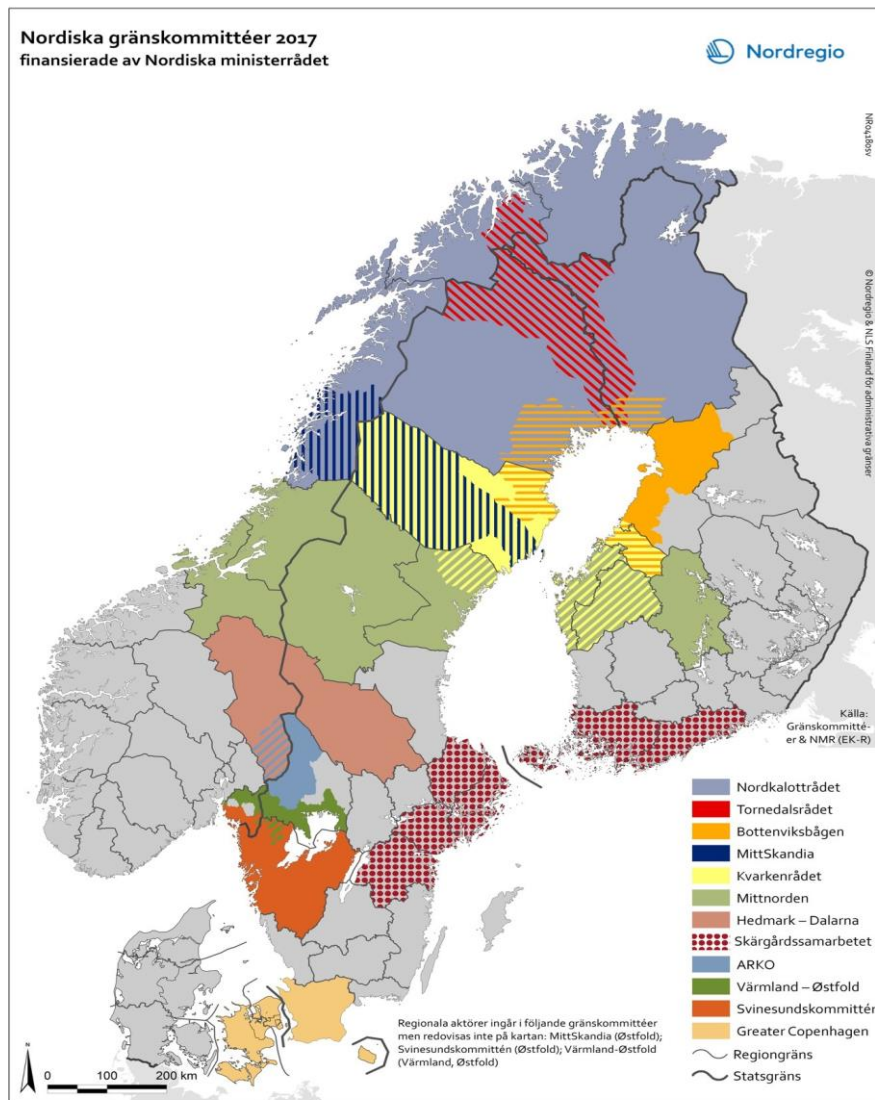 Nordiska gränskommittéer 2017
finansierade av Nordiska ministerrådet
Nordregio
NR04180sv
© Nordregio & NLS Finland för administrativa gränser
Källa:
Gränskommitté-
er & NMR (EK-R)
Nordkalottrådet
Tornedalsrådet
Bottenviksbågen
MittSkandia
Kvarkenrådet
Mittnorden
Hedmark – Dalarna
Skärgårdssamarbetet
ARKO
Värmland – Østfold
Svinesundskommittén
Greater Copenhagen
Regiongräns
Statsgräns
Regionala aktörer ingår i följande gränskommittéer
men redovisas inte på kartan: MittSkandia (Østfold);
Svinesundskommittén (Østfold); Värmland-Østfold
(Värmland, Østfold)
N
0 100 200 km